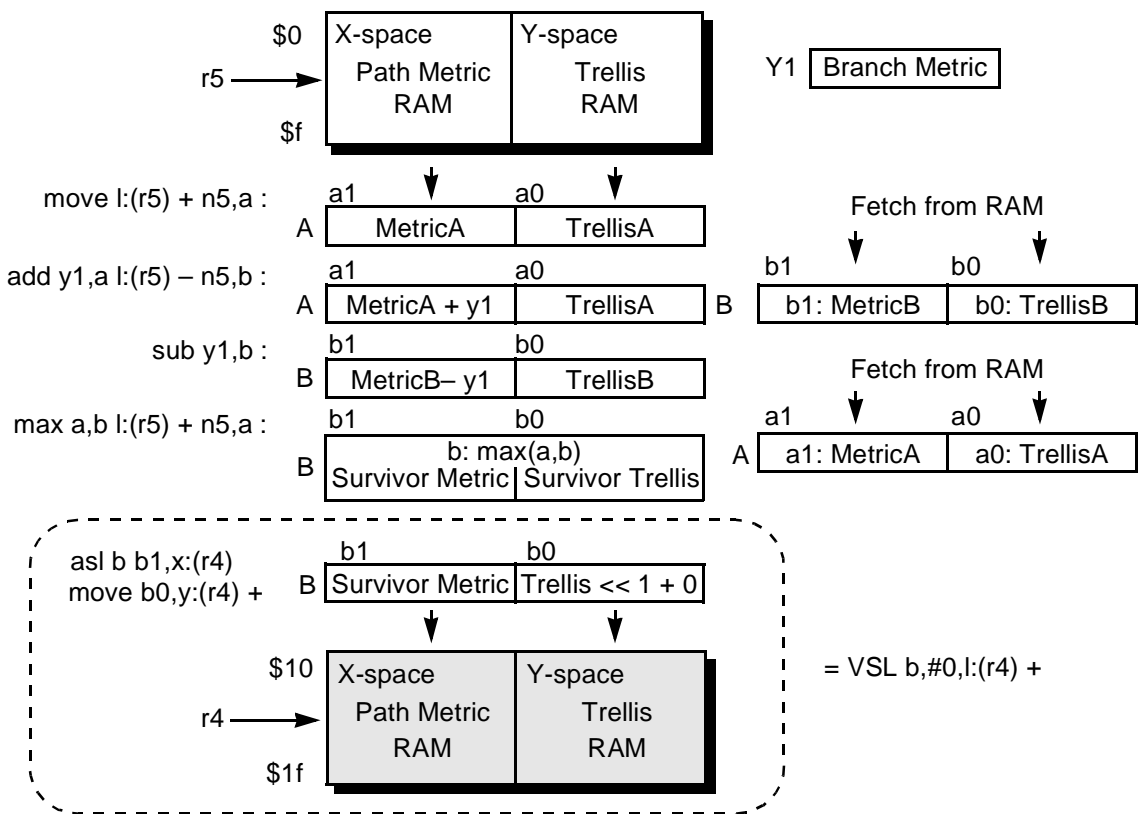 $0 X-space Y-space
r5 Path Metric RAM Trellis RAM Y1 Branch Metric
$f
move l:(r5) + n5,a : a1 a0
A MetricA TrellisA Fetch from RAM
add y1,a l:(r5) – n5,b : a1 a0 b1 b0
A MetricA + y1 TrellisA B b1: MetricB b0: TrellisB
sub y1,b : b1 b0
B MetricB– y1 TrellisB Fetch from RAM
max a,b l:(r5) + n5,a : b1 b0 a1 a0
b: max(a,b)
B Survivor Metric Survivor Trellis A a1: MetricA a0: TrellisA
asl b b1,x:(r4) b1 b0
move b0,y:(r4) + B Survivor Metric Trellis << 1 + 0
$10 X-space Y-space = VSL b,#0,l:(r4) +
r4 Path Metric RAM Trellis RAM
$1f